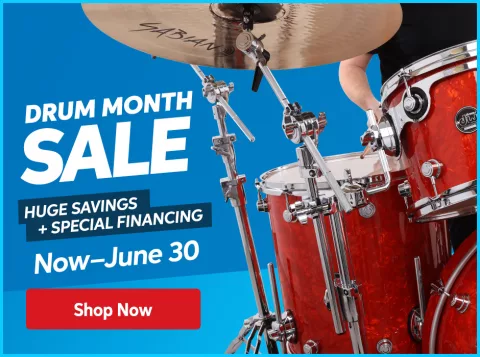 SABIAN
DRUM MONTH
SALE
HUGE SAVINGS
+ SPECIAL FINANCING
Now–June 30
Shop Now